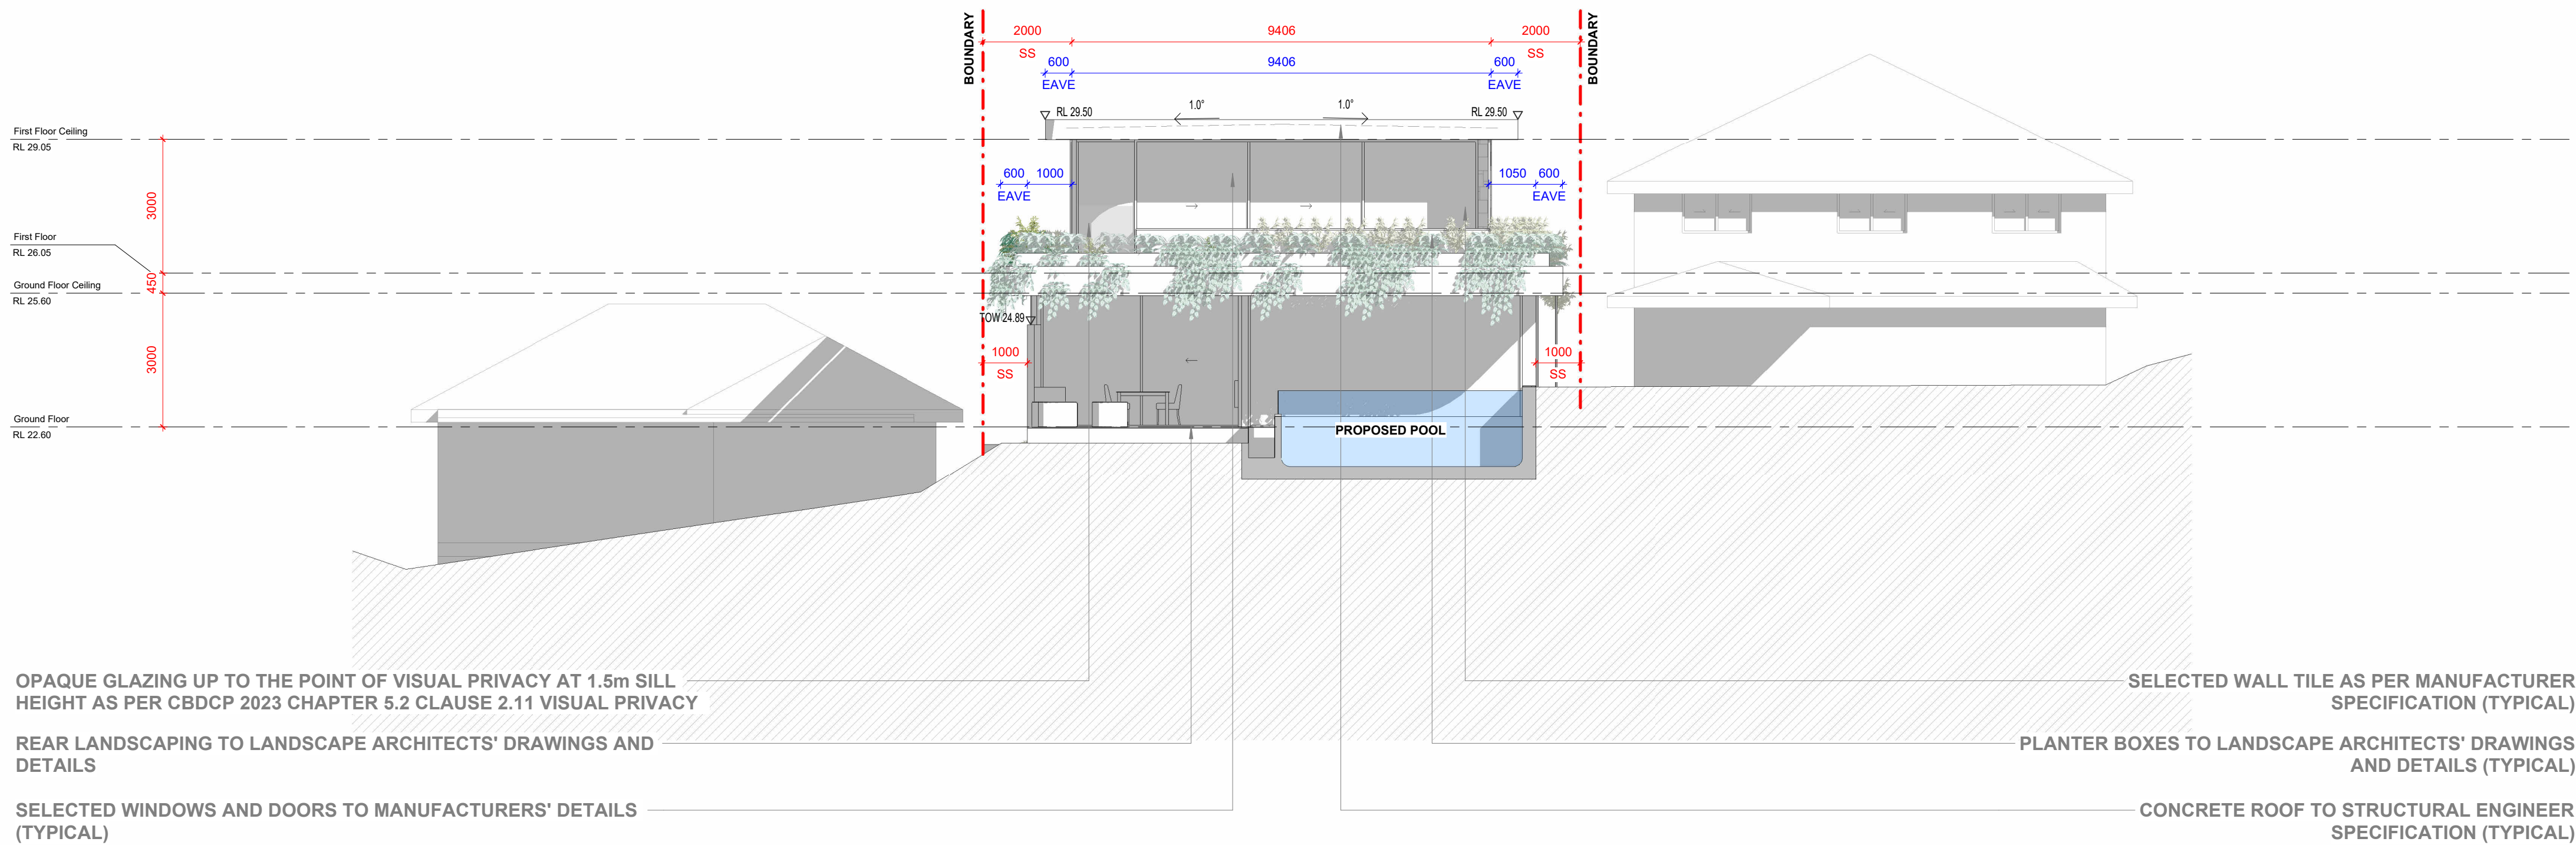 BOUNDARY
2000
9406
2000
BOUNDARY
SS
SS
600
9406
600
EAVE
EAVE
RL 29.50
1.0°
1.0°
RL 29.50
First Floor Ceiling
RL 29.05
600
1000
1050
600
EAVE
EAVE
3000
First Floor
RL 26.05
450
Ground Floor Ceiling
RL 25.60
TOW 24.89
3000
1000
SS
1000
SS
Ground Floor
RL 22.60
PROPOSED POOL
OPAQUE GLAZING UP TO THE POINT OF VISUAL PRIVACY AT 1.5m SILL
HEIGHT AS PER CBDCP 2023 CHAPTER 5.2 CLAUSE 2.11 VISUAL PRIVACY
REAR LANDSCAPING TO LANDSCAPE ARCHITECTS' DRAWINGS AND
DETAILS
SELECTED WINDOWS AND DOORS TO MANUFACTURERS' DETAILS
(TYPICAL)
SELECTED WALL TILE AS PER MANUFACTURER
SPECIFICATION (TYPICAL)
PLANTER BOXES TO LANDSCAPE ARCHITECTS' DRAWINGS
AND DETAILS (TYPICAL)
CONCRETE ROOF TO STRUCTURAL ENGINEER
SPECIFICATION (TYPICAL)